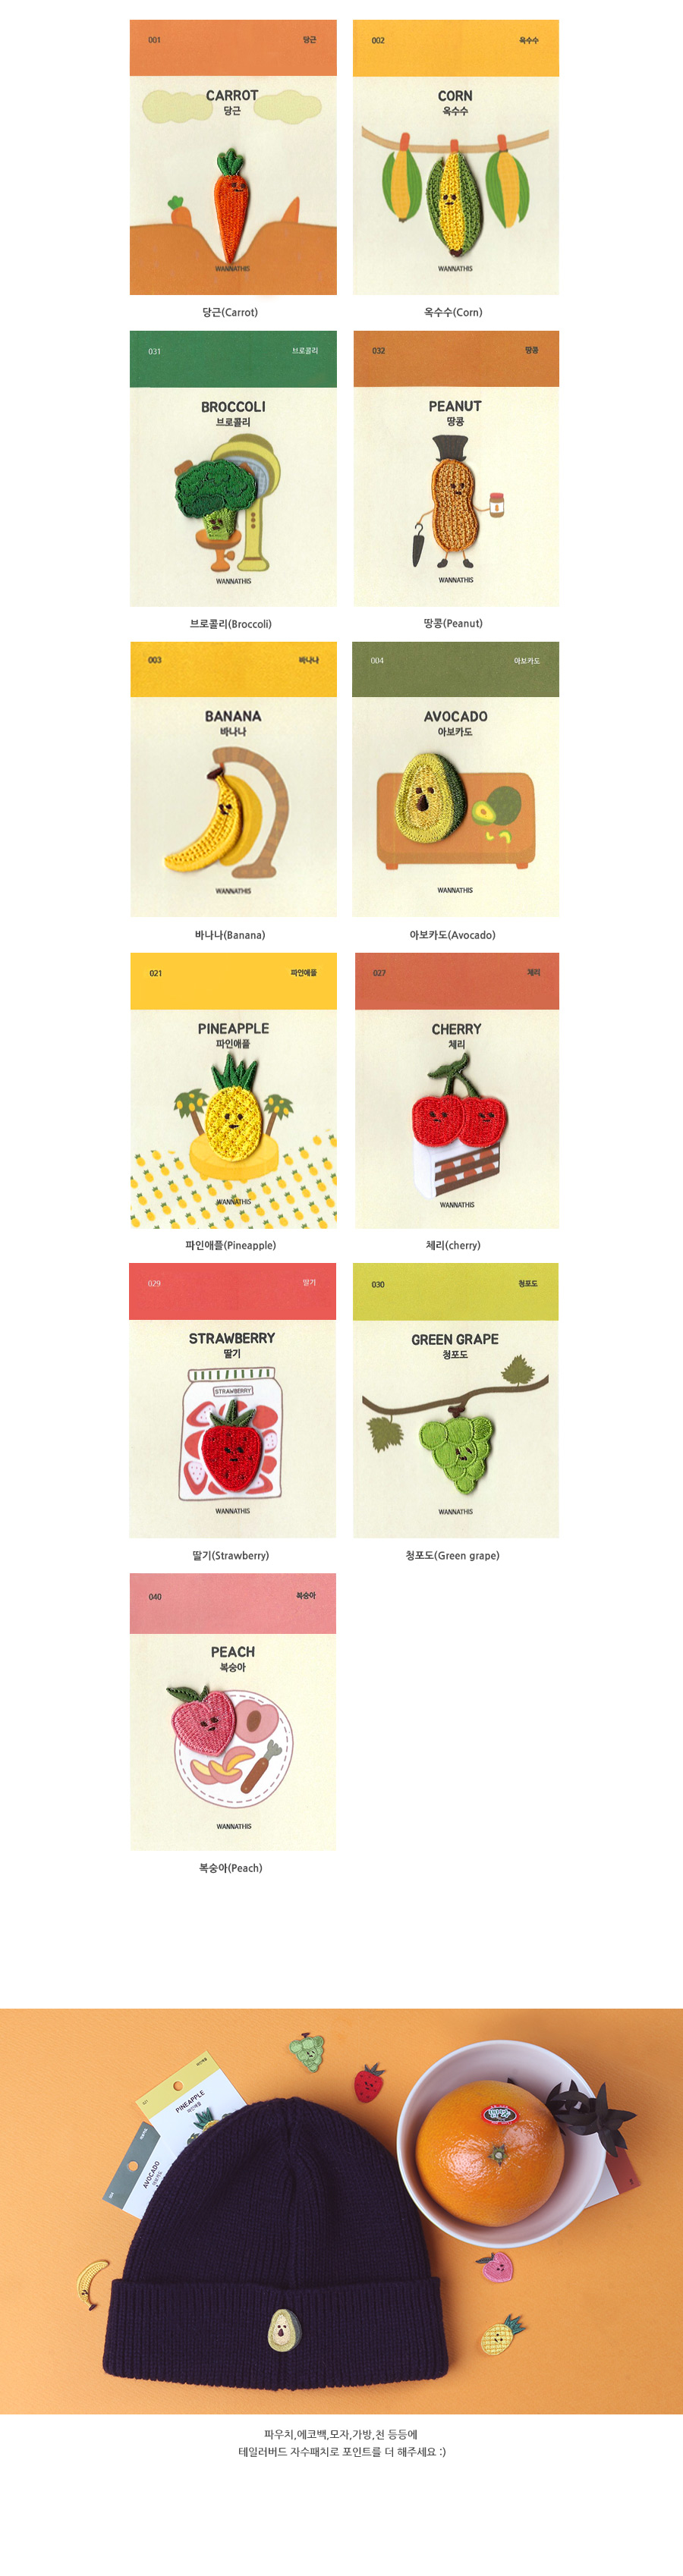 001 당근
CARROT
당근
WANNATHIS
당근(Carrot)
002 옥수수
CORN
옥수수
WANNATHIS
옥수수(Corn)
031 브로콜리
BROCCOLI
브로콜리
WANNATHIS
브로콜리(Broccoli)
032 땅콩
PEANUT
땅콩
WANNATHIS
땅콩(Peanut)
003 바나나
BANANA
바나나
WANNATHIS
바나나(Banana)
004 아보카도
AVOCADO
아보카도
WANNATHIS
아보카도(Avocado)
021 파인애플
PINEAPPLE
파인애플
WANNATHIS
파인애플(Pineapple)
027 체리
CHERRY
체리
WANNATHIS
체리(cherry)
029 딸기
STRAWBERRY
딸기
STRAWBERRY
WANNATHIS
딸기(Strawberry)
030 청포도
GREEN GRAPE
청포도
WANNATHIS
청포도(Green grape)
040 복숭아
PEACH
복숭아
WANNATHIS
복숭아(Peach)
PINEAPPLE
AVOCADO
파우치,에코백,모자,가방,천 등등에
테일러버드 자수패치로 포인트를 더 해주세요 :)